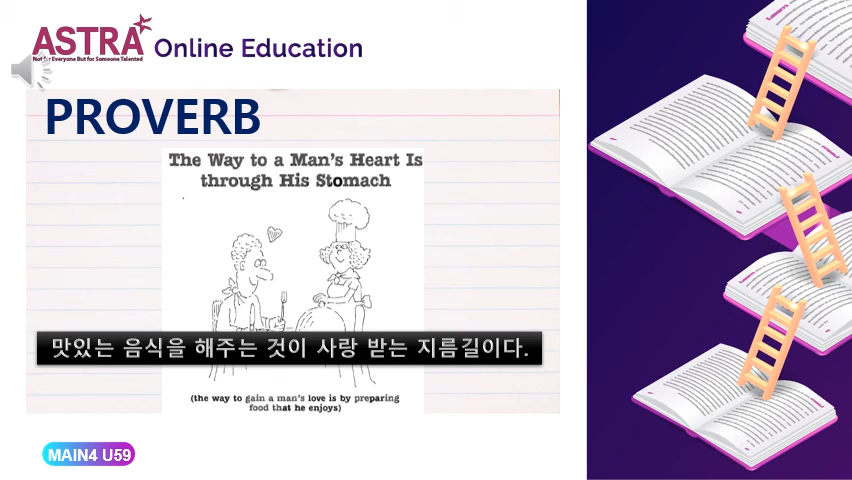 ASTRA
Not for Everyone But for Someone Talented
Online Education
PROVERB
The Way to a Man's Heart Is
through His Stomach
맛있는 음식을 해주는 것이 사랑 받는 지름길이다.
(the way to gain a man's love is by preparing
food that he enjoys)
MAIN4 U59